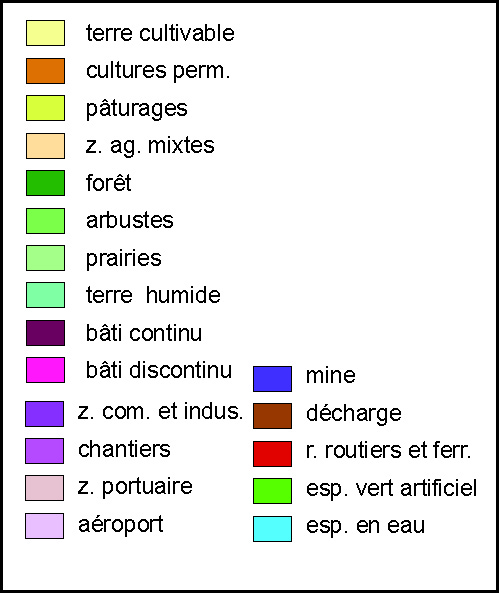 terre cultivable
cultures perm.
pâturages
z. ag. mixtes
forêt
arbustes
prairies
terre humide
bâti continu
bâti discontinu
z. com. et indus.
chantiers
z. portuaire
aéroport
mine
décharge
r. routiers et ferr.
esp. vert artificiel
esp. en eau